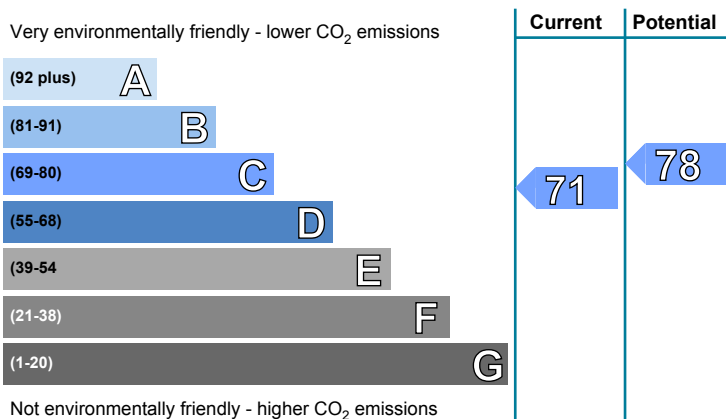 Very environmentally friendly - lower CO2 emissions
Current
Potential
(92 plus) A
(81-91) B
(69-80) C
(55-68) D
(39-54 E
(21-38) F
(1-20) G
71
78
Not environmentally friendly - higher CO2 emissions